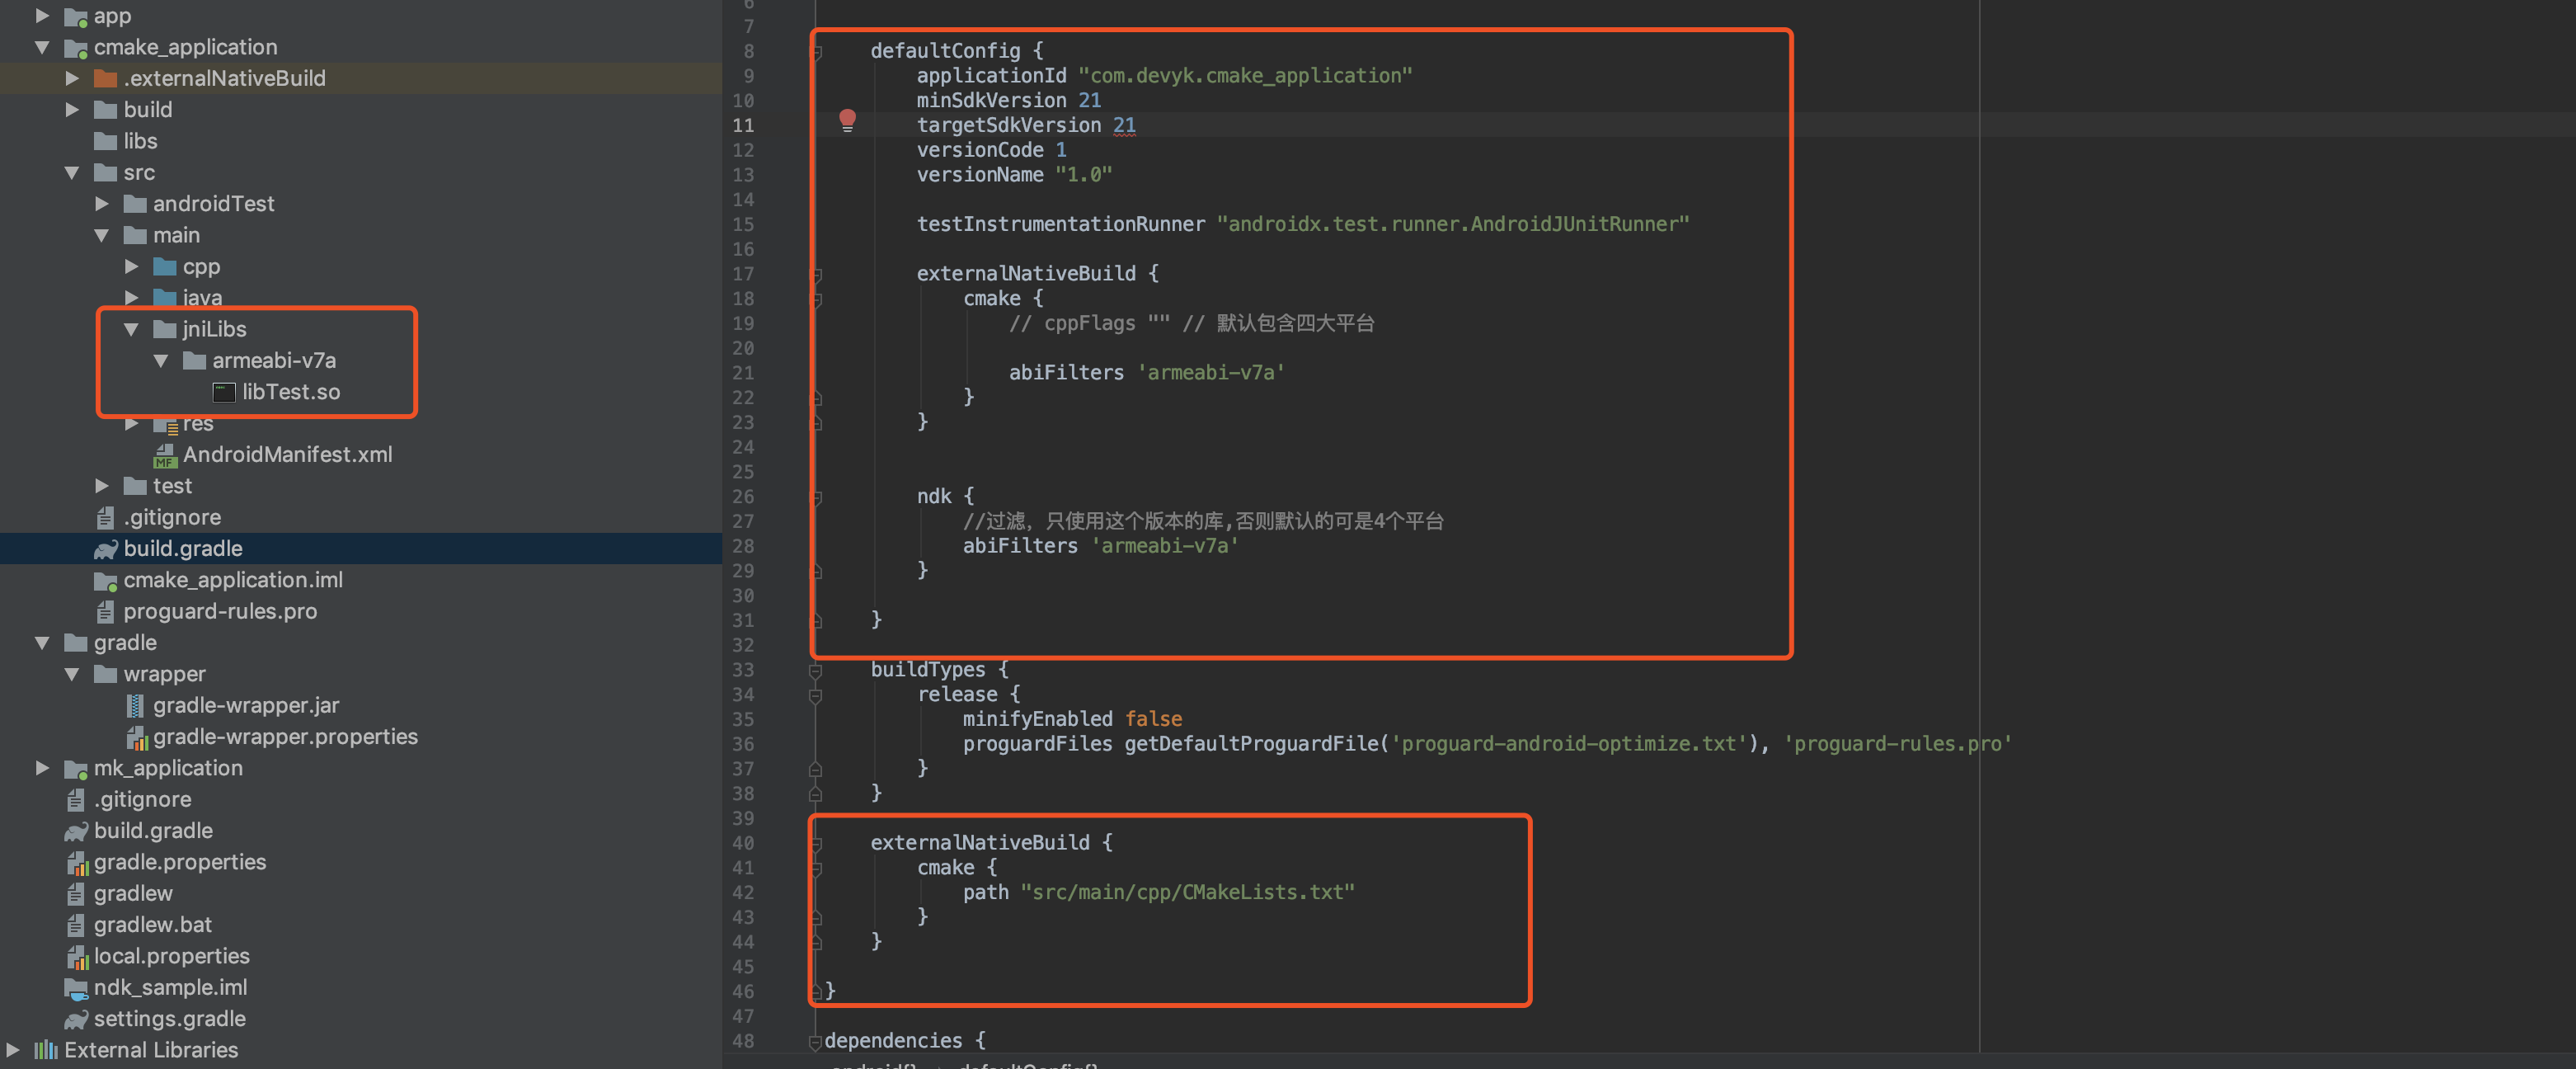 app
cmake_application
.externalNativeBuild
build
libs
src
androidTest
main
cpp
java
jniLibs
armeabi-v7a
libTest.so
res
AndroidManifest.xml
test
.gitignore
build.gradle
cmake_application.iml
proguard-rules.pro
gradle
wrapper
gradle-wrapper.jar
gradle-wrapper.properties
mk_application
.gitignore
build.gradle
gradle.properties
gradlew
gradlew.bat
local.properties
ndk_sample.iml
settings.gradle
External Libraries
6
7
8 defaultConfig {
9 applicationId "com.devyk.cmake_application"
10 minSdkVersion 21
11 targetSdkVersion 21
12 versionCode 1
13 versionName "1.0"
14
15 testInstrumentationRunner "androidx.test.runner.AndroidJUnitRunner"
16
17 externalNativeBuild {
18 cmake {
19 // cppFlags "" // 默认包含四大平台
20
21 abiFilters 'armeabi-v7a'
22 }
23 }
24
25
26 ndk {
27 //过滤，只使用这个版本的库,否则默认的可是4个平台
28 abiFilters 'armeabi-v7a'
29 }
30
31 }
32
33 buildTypes {
34 release {
35 minifyEnabled false
36 proguardFiles getDefaultProguardFile('proguard-android-optimize.txt'), 'proguard-rules.pro'
37 }
38 }
39
40 externalNativeBuild {
41 cmake {
42 path "src/main/cpp/CMakeLists.txt"
43 }
44 }
45
46 }
47
48 dependencies {
android{} › defaultConfig{}